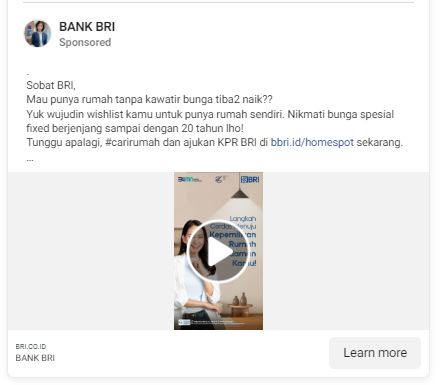 BANK BRI
Sponsored
.
Sobat BRI,
Mau punya rumah tanpa kawatir bunga tiba2 naik??
Yuk wujudin wishlist kamu untuk punya rumah sendiri. Nikmati bunga spesial
fixed berjenjang sampai dengan 20 tahun lho!
Tunggu apalagi, #carirumah dan ajukan KPR BRI di bbri.id/homespot sekarang.
...
BRI
Langkah
Cerdas Menuju
Kepemilikan
Rumah
Kamu!
BRI.CO.ID
BANK BRI
Learn more